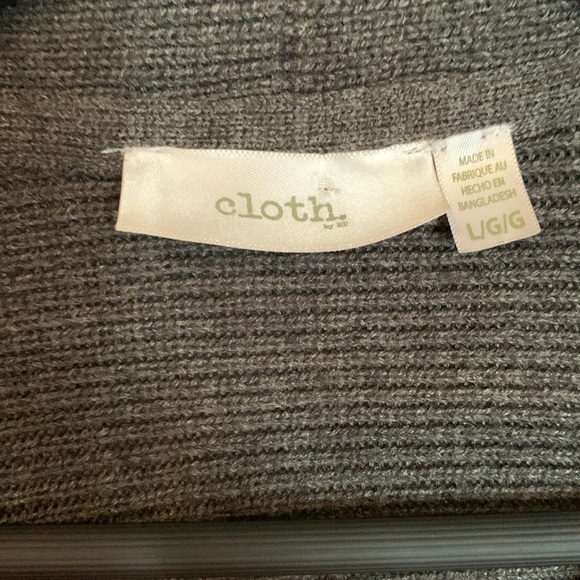 cloth.
MADE IN
FABRIQUE AU
HECHO EN
BANGLADESH
L/G/G